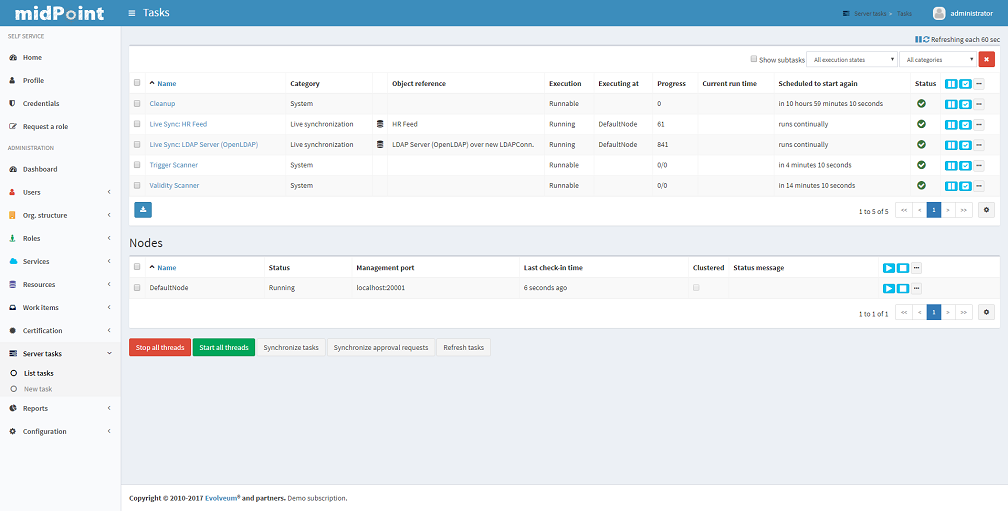 midPoint
Tasks
Server tasks
Tasks
administrator
SELF SERVICE
Home
Profile
Credentials
Request a role
ADMINISTRATION
Dashboard
Users
Org. structure
Roles
Services
Resources
Work items
Certification
Server tasks
List tasks
New task
Reports
Configuration
Refreshing each 60 sec
Show subtasks All execution states All categories
Name Category Object reference Execution Executing at Progress Current run time Scheduled to start again Status
Cleanup System Runnable 0 in 10 hours 59 minutes 10 seconds
Live Sync: HR Feed Live synchronization HR Feed Running DefaultNode 61 runs continually
Live Sync: LDAP Server (OpenLDAP) Live synchronization LDAP Server (OpenLDAP) over new LDAPConn. Running DefaultNode 841 runs continually
Trigger Scanner System Runnable 0/0 in 4 minutes 10 seconds
Validity Scanner System Runnable 0/0 in 14 minutes 10 seconds
1 to 5 of 5 << < 1 > >>
Nodes
Name Status Management port Last check-in time Clustered Status message
DefaultNode Running localhost:20001 6 seconds ago
1 to 1 of 1 << < 1 > >>
Stop all threads Start all threads Synchronize tasks Synchronize approval requests Refresh tasks
Copyright © 2010-2017 Evolveum® and partners. Demo subscription.